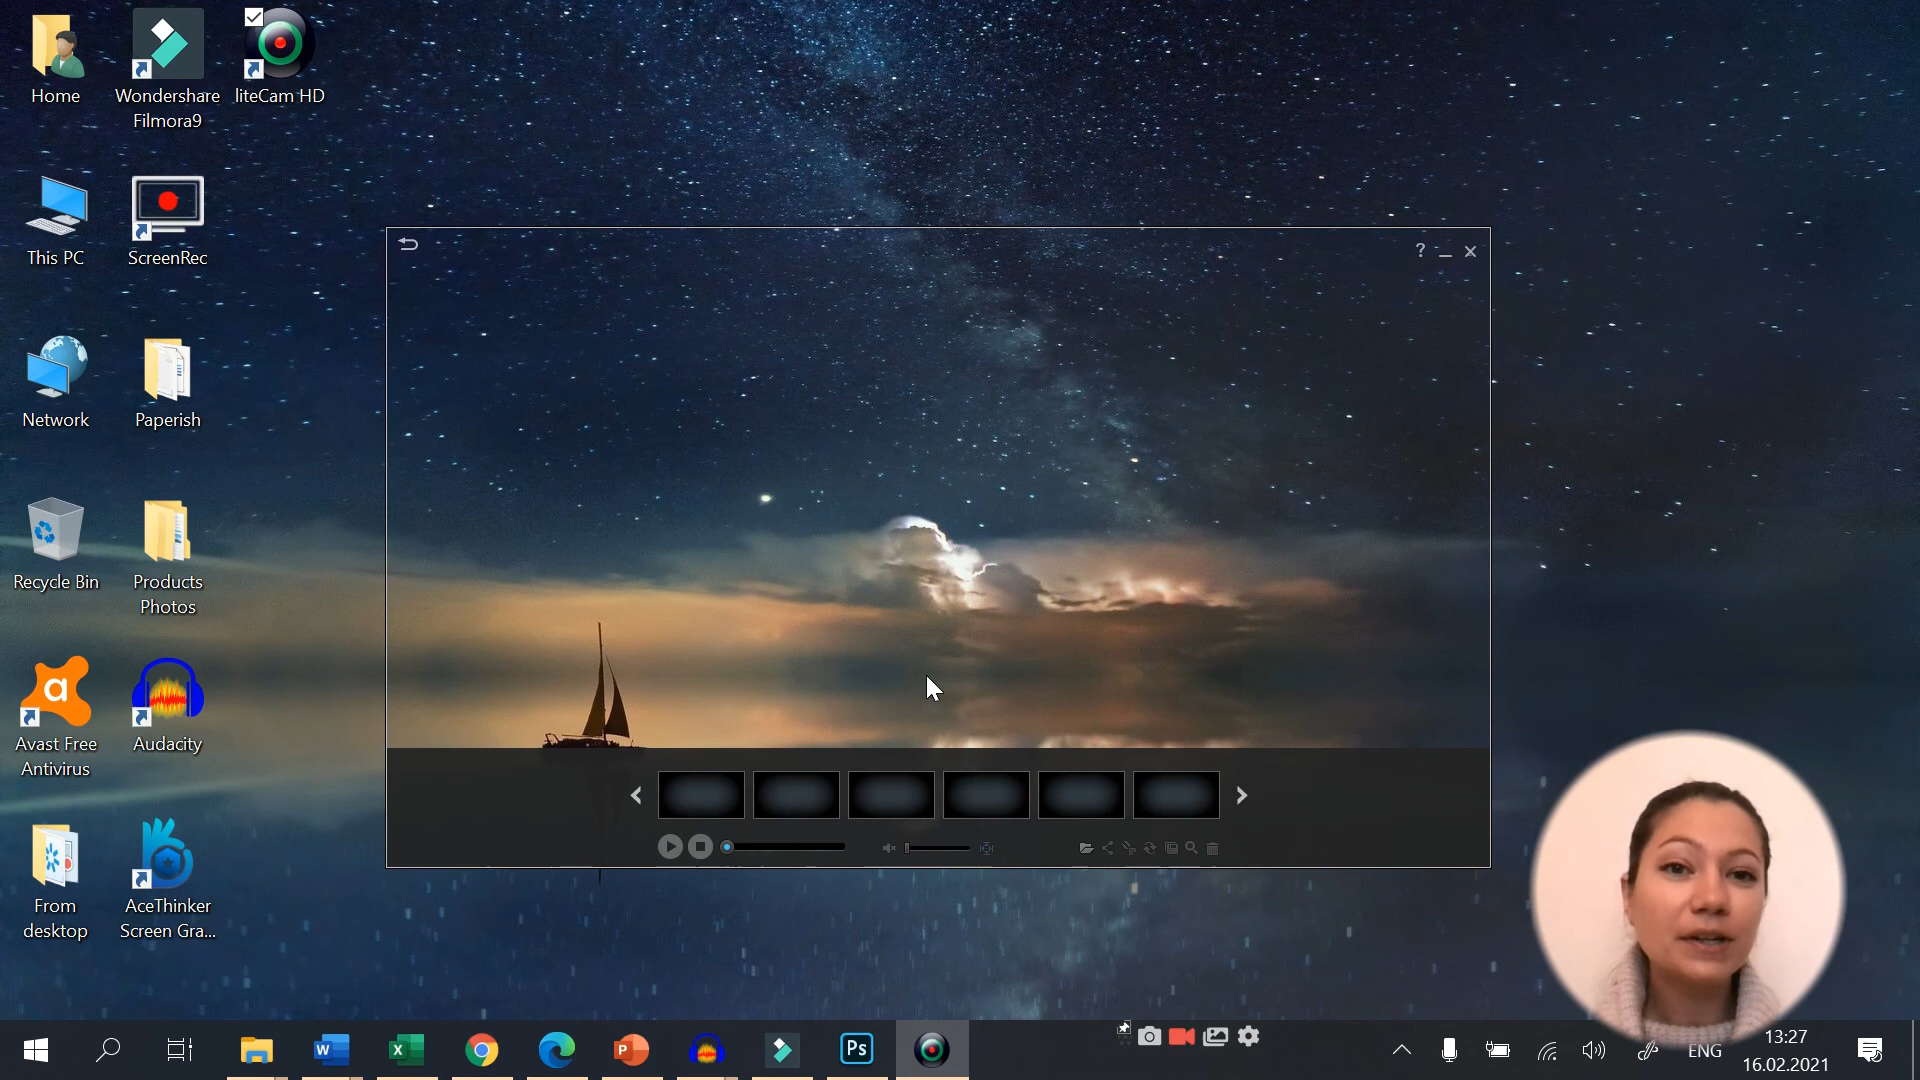 Home
Wondershare
Filmora9
liteCam HD
This PC
ScreenRec
Network
Paperish
Recycle Bin
Products
Photos
a
Avast Free
Antivirus
Audacity
From
desktop
AceThinker
Screen Gra...
?
W
X
P
Ps
ENG
13:27
16.02.2021